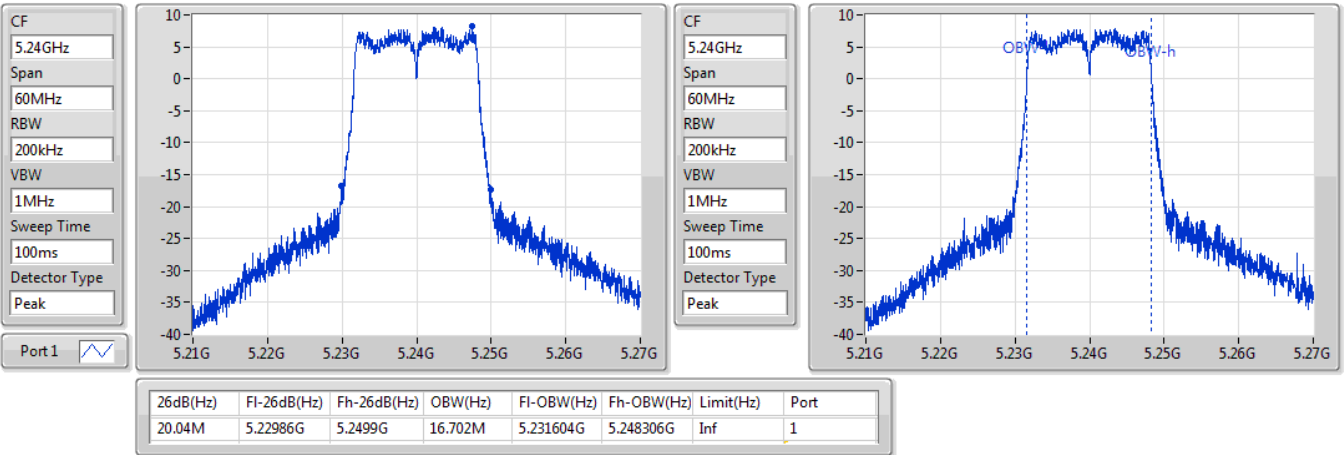 CF
5.24GHz
Span
60MHz
RBW
200kHz
VBW
1MHz
Sweep Time
100ms
Detector Type
Peak
Port 1
10
5
0
-5
-10
-15
-20
-25
-30
-35
-40
5.21G 5.22G 5.23G 5.24G 5.25G 5.26G 5.27G
CF
5.24GHz
Span
60MHz
RBW
200kHz
VBW
1MHz
Sweep Time
100ms
Detector Type
Peak
10
5
0
-5
-10
-15
-20
-25
-30
-35
-40
OBW-h
5.21G 5.22G 5.23G 5.24G 5.25G 5.26G 5.27G
26dB(Hz) Fl-26dB(Hz) Fh-26dB(Hz) OBW(Hz) Fl-OBW(Hz) Fh-OBW(Hz) Limit(Hz) Port
20.04M 5.22986G 5.2499G 16.702M 5.231604G 5.248306G Inf 1